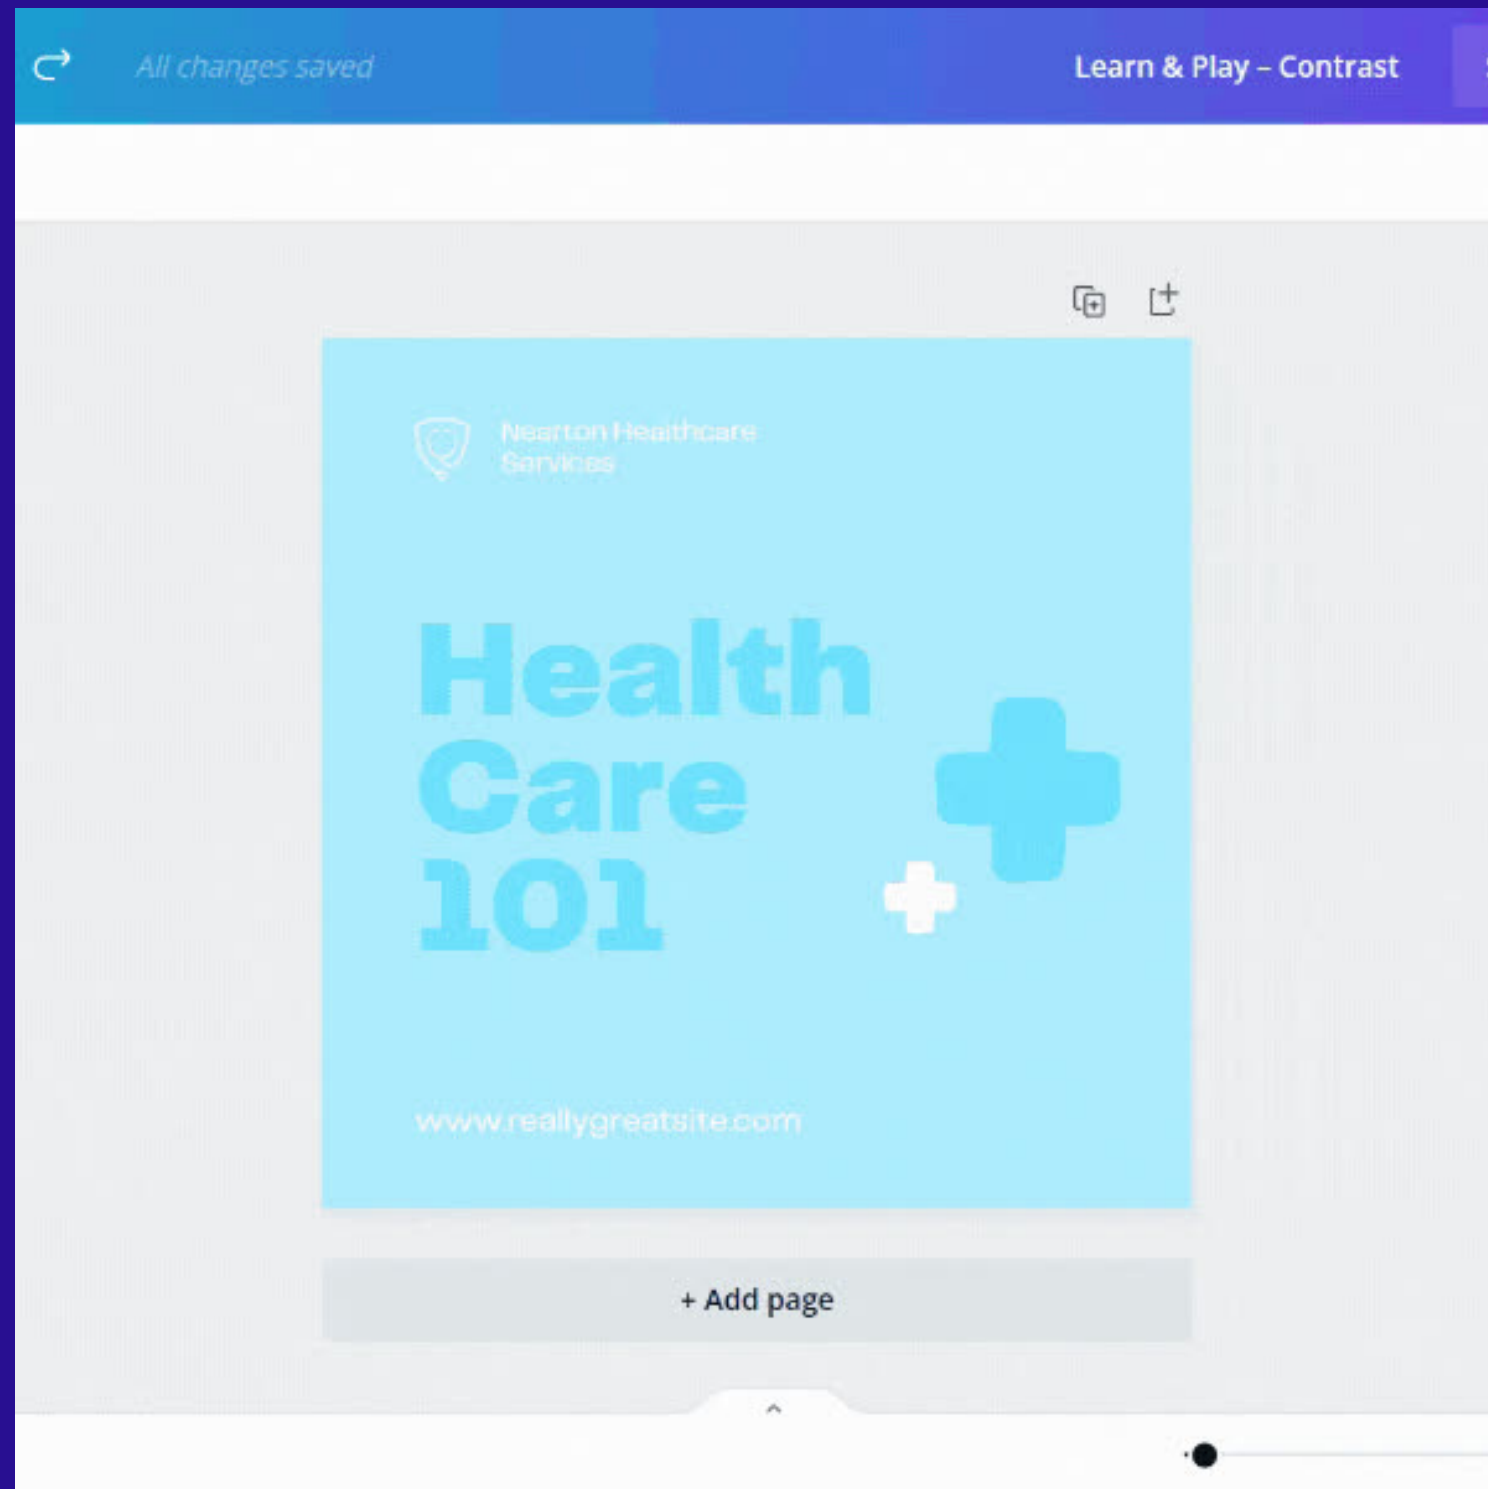 All changes saved
Learn & Play – Contrast
Nearton Healthcare
Services
Health
Care
101
www.reallygreatsite.com
+ Add page